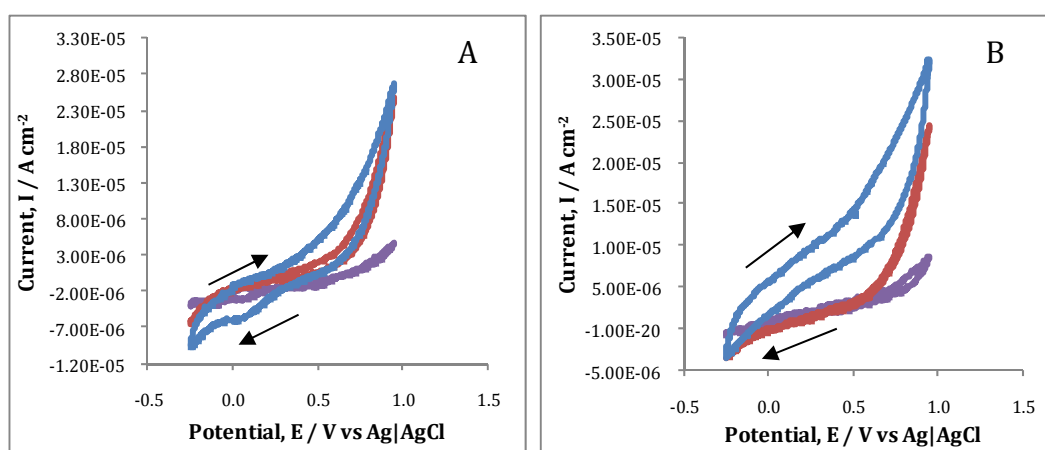 A
3.30E-05
2.80E-05
2.30E-05
1.80E-05
1.30E-05
8.00E-06
3.00E-06
-2.00E-06
-7.00E-06
-1.20E-05
Current, I / A cm-2
-0.5 0.0 0.5 1.0 1.5
Potential, E / V vs Ag|AgCl
B
3.50E-05
3.00E-05
2.50E-05
2.00E-05
1.50E-05
1.00E-05
5.00E-06
-1.00E-20
-5.00E-06
Current, I / A cm-2
-0.5 0.0 0.5 1.0 1.5
Potential, E / V vs Ag|AgCl